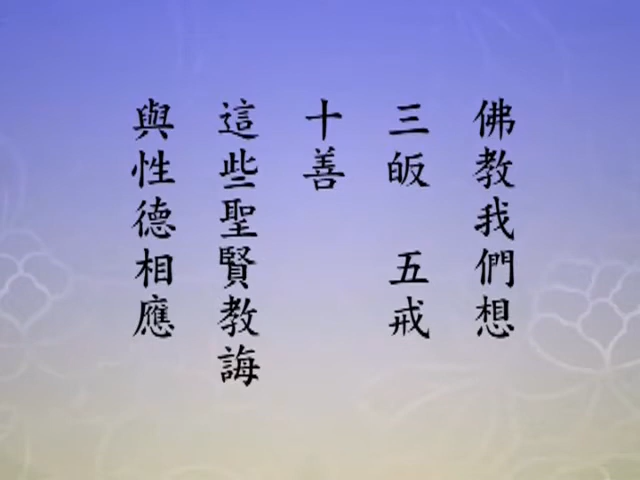 佛教我們想
三皈 五戒
十善
這些聖賢教誨
與性德相應